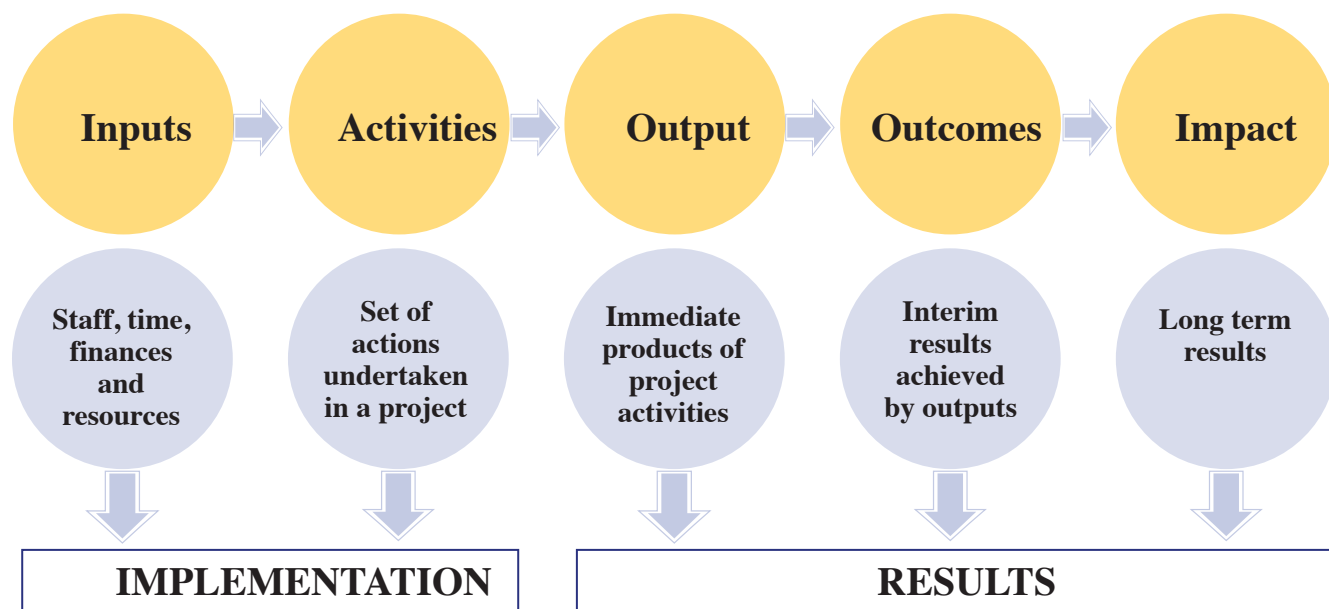 Inputs
Activities
Output
Outcomes
Impact
Staff, time,
finances
and
resources
Set of
actions
undertaken
in a project
Immediate
products of
project
activities
Interim
results
achieved
by outputs
Long term
results
IMPLEMENTATION
RESULTS